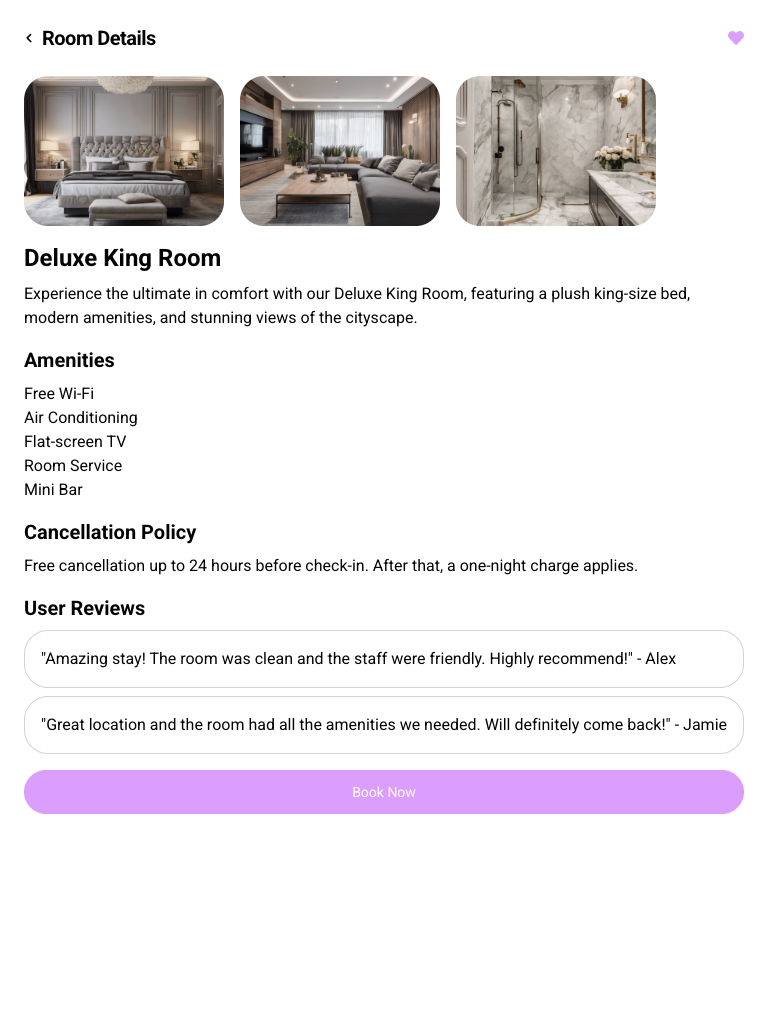 Room Details
Deluxe King Room
Experience the ultimate in comfort with our Deluxe King Room, featuring a plush king-size bed,
modern amenities, and stunning views of the cityscape.
Amenities
Free Wi-Fi
Air Conditioning
Flat-screen TV
Room Service
Mini Bar
Cancellation Policy
Free cancellation up to 24 hours before check-in. After that, a one-night charge applies.
User Reviews
"Amazing stay! The room was clean and the staff were friendly. Highly recommend!" - Alex
"Great location and the room had all the amenities we needed. Will definitely come back!" - Jamie
Book Now